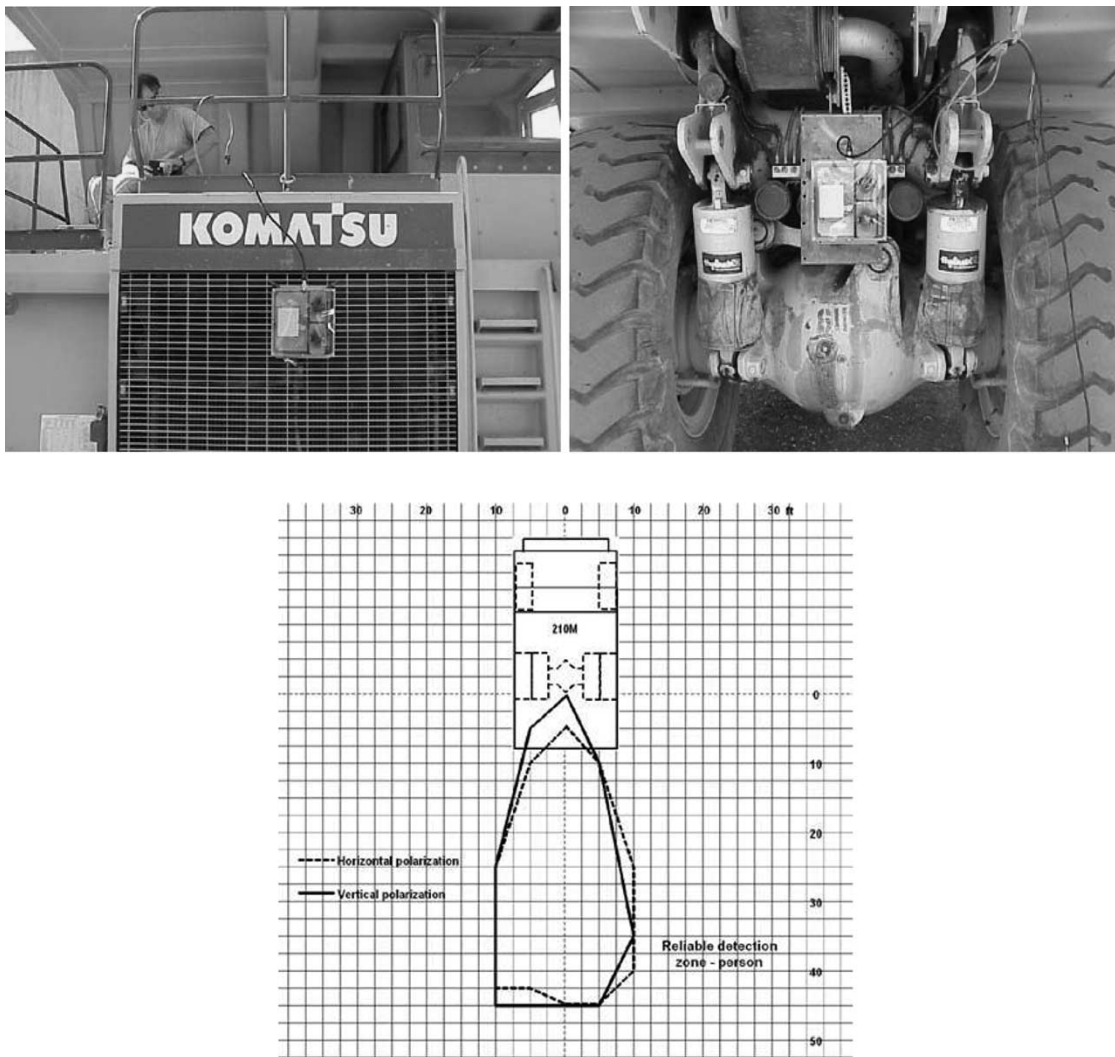 KOMATSU
30 20 10 0 10 20 30 ft
210M
0
10
20
Horizontal polarization
Vertical polarization
30
Reliable detection
zone - person
40
50